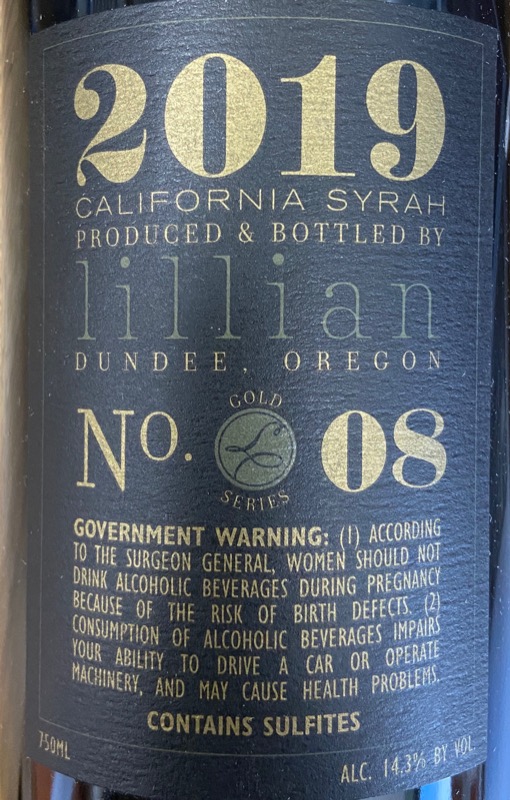 2019
CALIFORNIA SYRAH
PRODUCED & BOTTLED BY
lillian
DUNDEE, OREGON
No. 08
GOLD
SERIES
GOVERNMENT WARNING: (1) ACCORDING
TO THE SURGEON GENERAL, WOMEN SHOULD NOT
DRINK ALCOHOLIC BEVERAGES DURING PREGNANCY
BECAUSE OF THE RISK OF BIRTH DEFECTS. (2)
CONSUMPTION OF ALCOHOLIC BEVERAGES IMPAIRS
YOUR ABILITY TO DRIVE A CAR OR OPERATE
MACHINERY, AND MAY CAUSE HEALTH PROBLEMS.
CONTAINS SULFITES
750ML
ALC. 14.3% BY VOL